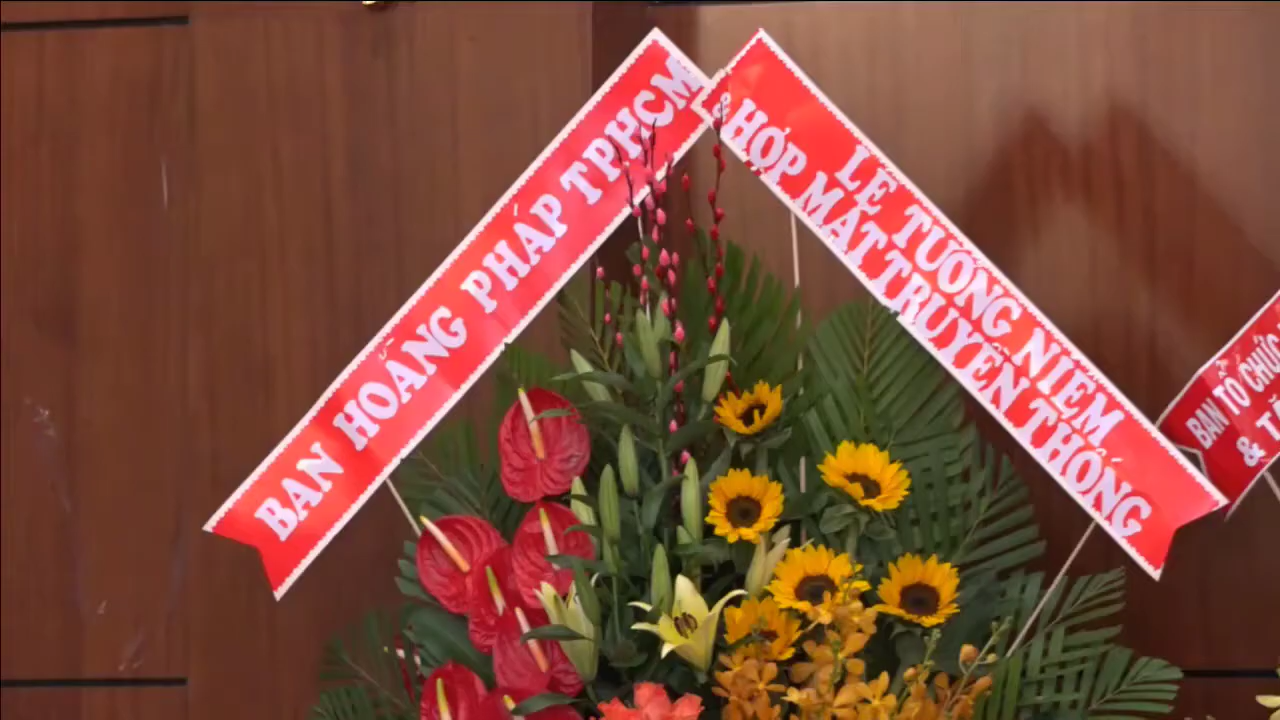 BAN HOẰNG PHÁP TPHCM
LỄ TƯỞNG NIỆM
& HỌP MẶT TRUYỀN THỐNG
BAN TỔ CHỨC
&